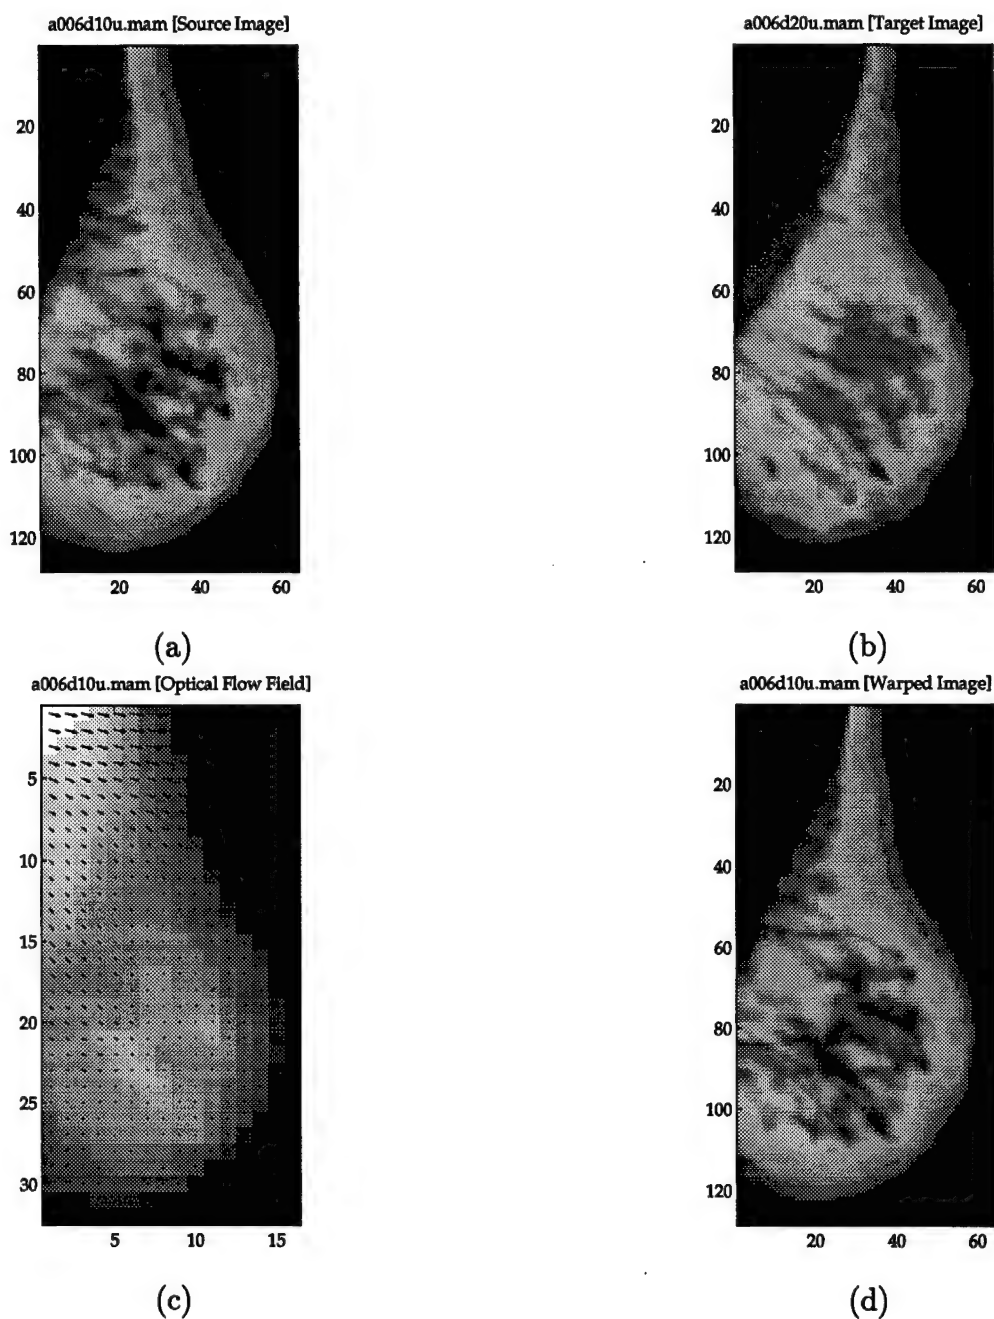 a006d10u.mam [Source Image]
20
40
60
80
100
120
20 40 60
(a)
a006d20u.mam [Target Image]
20
40
60
80
100
120
20 40 60
(b)
a006d10u.mam [Optical Flow Field]
5
10
15
20
25
30
5 10 15
(c)
a006d10u.mam [Warped Image]
20
40
60
80
100
120
20 40 60
(d)